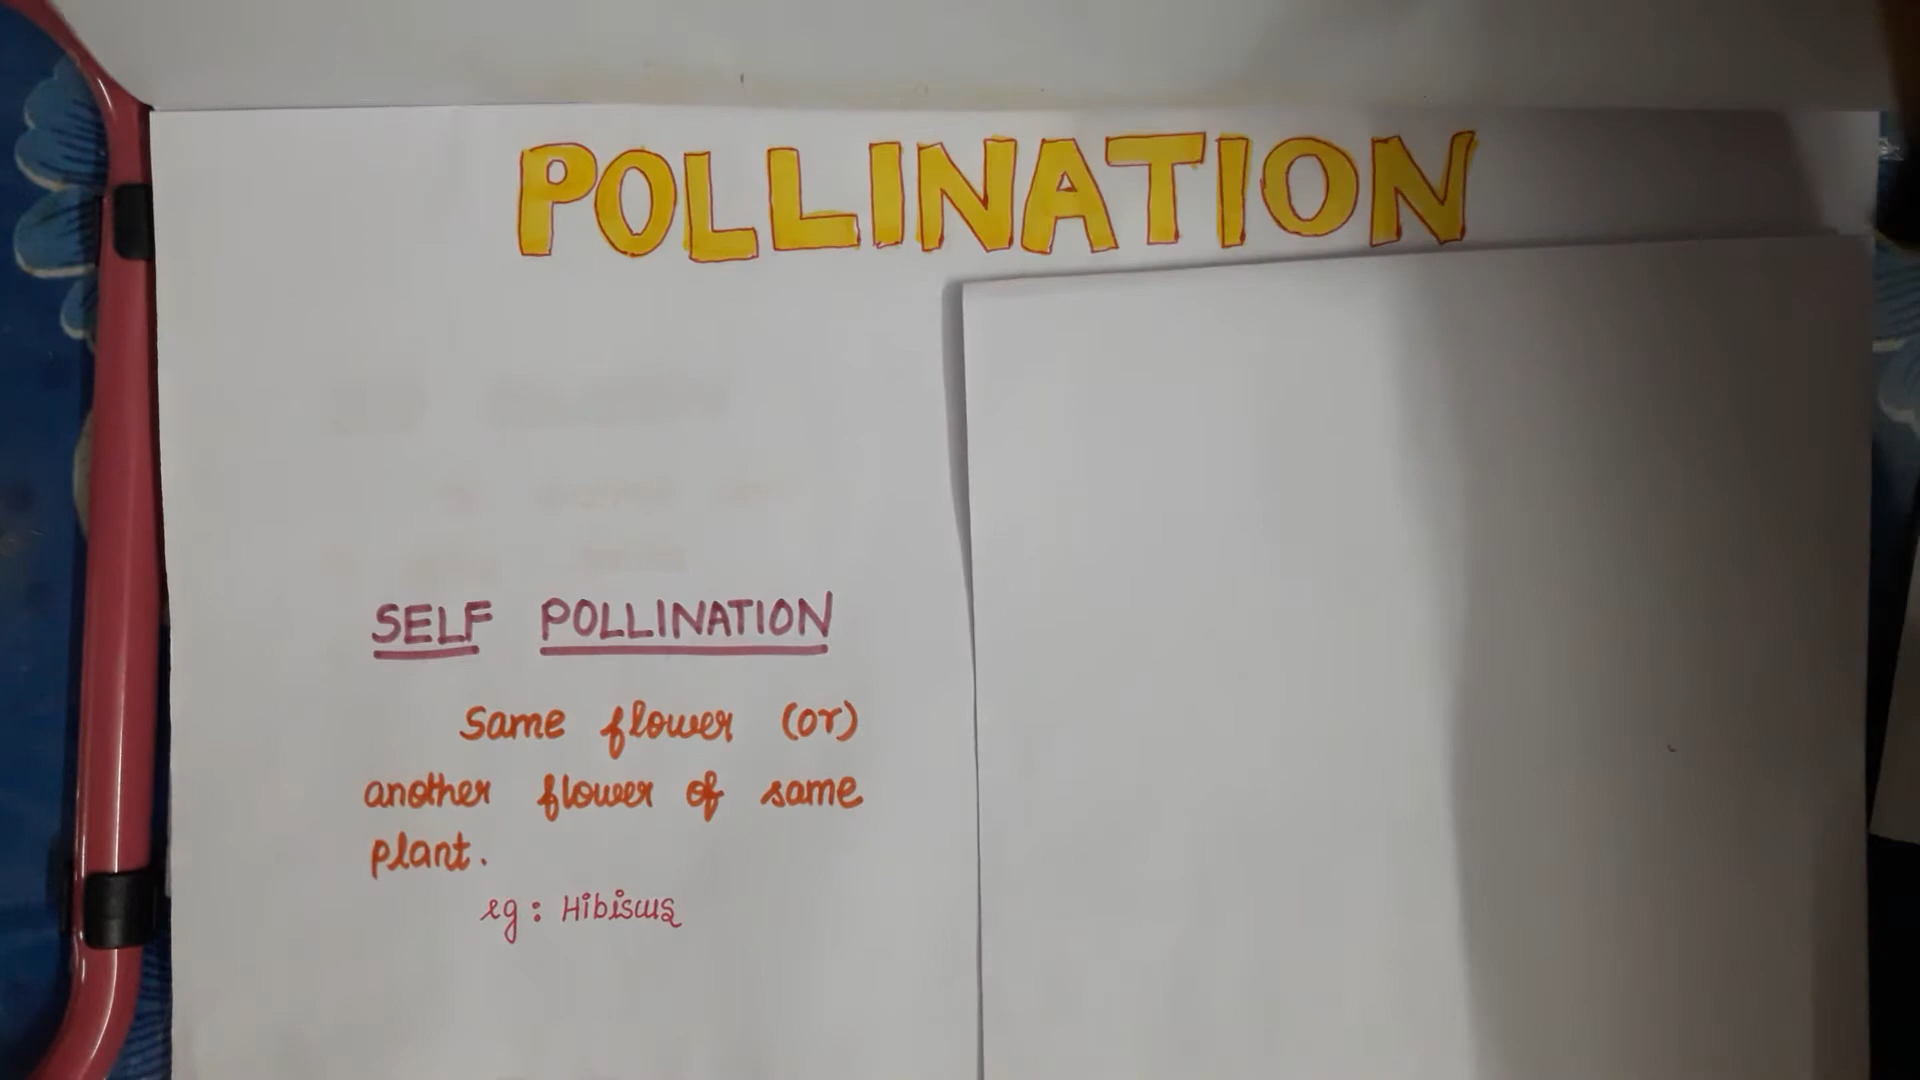 POLLINATION
SELF POLLINATION
Same flower (or)
another flower of same
plant.
eg : Hibiscus